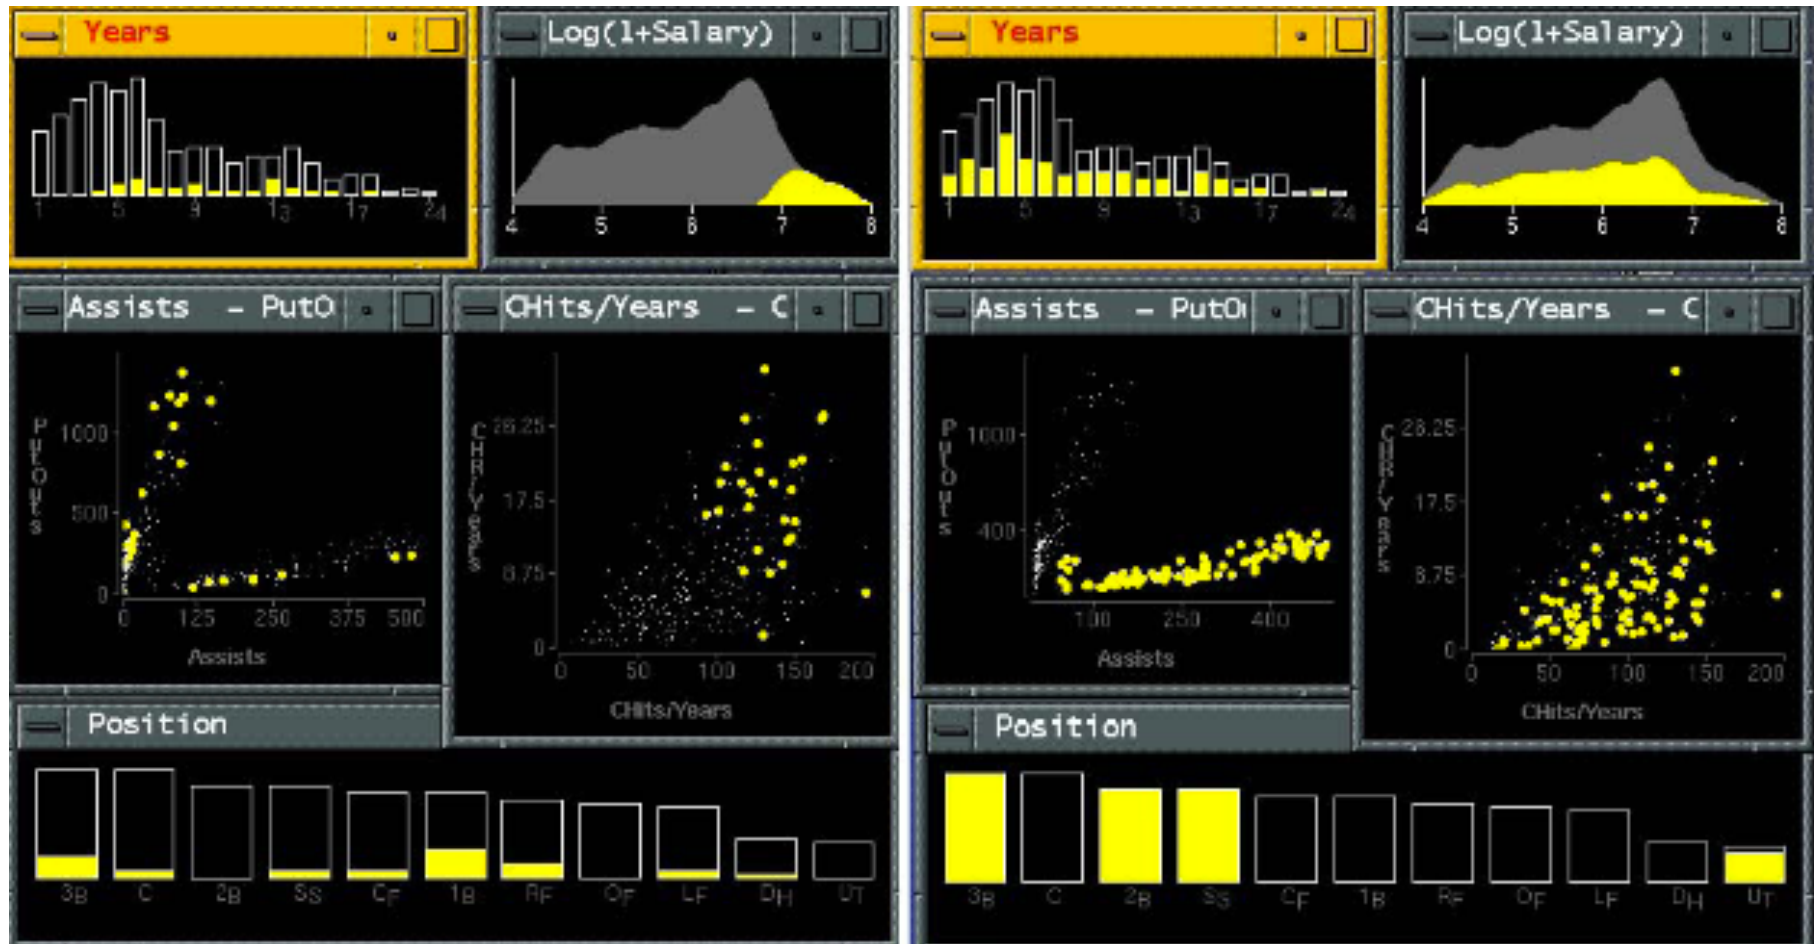 Years
Log(1+Salary)
1 5 9 13 17 24
4 5 6 7 8
Assists – PutO
CHits/Years – C
PutOuts
1000
500
0
0 125 250 375 500
Assists
28.25
17.5
8.75
0
0 50 100 150 200
CHits/Years
Position
3B C 2B SS CF 1B RF OF LF DH UT
Years
Log(1+Salary)
1 5 9 13 17 24
4 5 6 7 8
Assists – PutOu
CHits/Years – C
PutOuts
1000
400
100 250 400
Assists
28.25
17.5
8.75
0
0 50 100 150 200
CHits/Years
Position
3B C 2B SS CF 1B RF OF LF DH UT